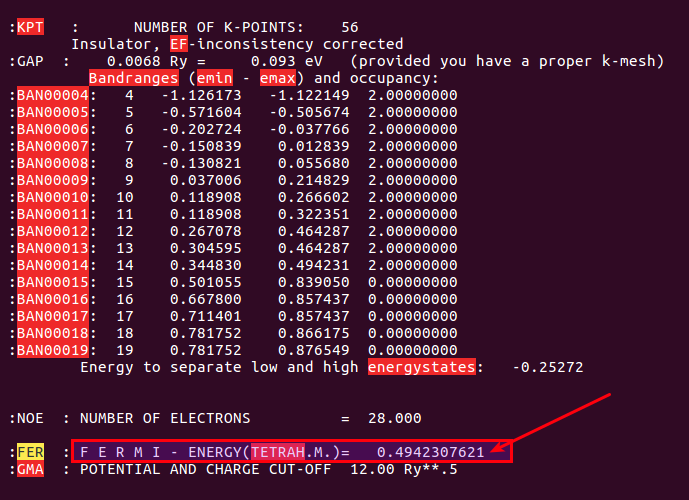 :KPT   :      NUMBER OF K-POINTS:    56
       Insulator, EF-inconsistency corrected
:GAP  :    0.0068 Ry =     0.093 eV   (provided you have a proper k-mesh)
         Bandranges (emin - emax) and occupancy:
:BAN00004:   4   -1.126173   -1.122149  2.00000000
:BAN00005:   5   -0.571604   -0.505674  2.00000000
:BAN00006:   6   -0.202724   -0.037766  2.00000000
:BAN00007:   7   -0.150839    0.012839  2.00000000
:BAN00008:   8   -0.130821    0.055680  2.00000000
:BAN00009:   9    0.037006    0.214829  2.00000000
:BAN00010:  10    0.118908    0.266602  2.00000000
:BAN00011:  11    0.118908    0.322351  2.00000000
:BAN00012:  12    0.267078    0.464287  2.00000000
:BAN00013:  13    0.304595    0.464287  2.00000000
:BAN00014:  14    0.344830    0.494231  2.00000000
:BAN00015:  15    0.501055    0.839050  0.00000000
:BAN00016:  16    0.667800    0.857437  0.00000000
:BAN00017:  17    0.711401    0.857437  0.00000000
:BAN00018:  18    0.781752    0.866175  0.00000000
:BAN00019:  19    0.781752    0.876549  0.00000000
        Energy to separate low and high energystates:   -0.25272
:NOE  : NUMBER OF ELECTRONS          =  28.000
:FER  : F E R M I - ENERGY(TETRAH.M.)=   0.4942307621
:GMA  : POTENTIAL AND CHARGE CUT-OFF  12.00 Ry**.5